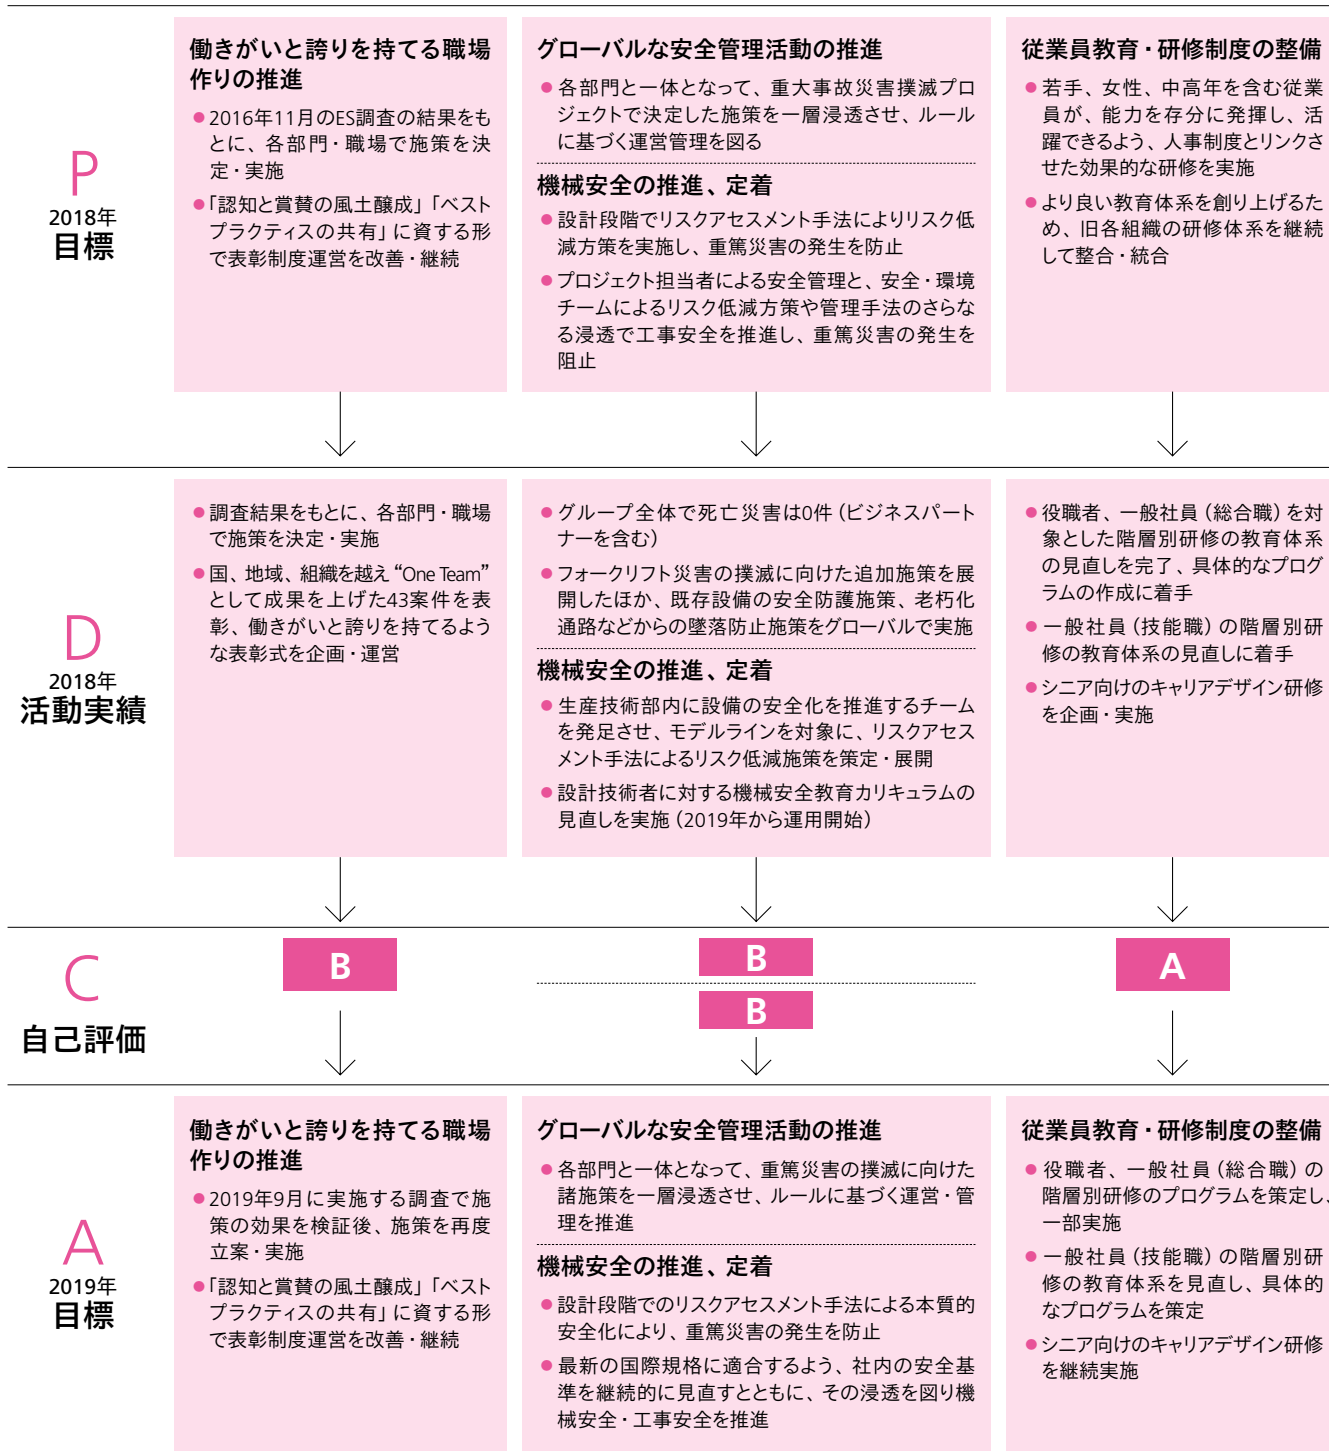 P
2018年
目標
働きがいと誇りを持てる職場
作りの推進
●2016年11月のES調査の結果をも
とに、各部門・職場で施策を決
定・実施
●「認知と賞賛の風土醸成」「ベスト
プラクティスの共有」に資する形
で表彰制度運営を改善・継続
グローバルな安全管理活動の推進
●各部門と一体となって、重大事故災害撲滅プロ
ジェクトで決定した施策を一層浸透させ、ルール
に基づく運営管理を図る
機械安全の推進、定着
●設計段階でリスクアセスメント手法によりリスク低
減方策を実施し、重篤災害の発生を防止
●プロジェクト担当者による安全管理と、安全・環境
チームによるリスク低減方策や管理手法のさらな
る浸透で工事安全を推進し、重篤災害の発生を
阻止
従業員教育・研修制度の整備
●若手、女性、中高年を含む従業
員が、能力を存分に発揮し、活
躍できるよう、人事制度とリンクさ
せた効果的な研修を実施
●より良い教育体系を創り上げるた
め、旧各組織の研修体系を継続
して整合・統合
D
2018年
活動実績
●調査結果をもとに、各部門・職場
で施策を決定・実施
●国、地域、組織を越え“One Team”
として成果を上げた43案件を表
彰、働きがいと誇りを持てるよう
な表彰式を企画・運営
●グループ全体で死亡災害は0件（ビジネスパート
ナーを含む）
●フォークリフト災害の撲滅に向けた追加施策を展
開したほか、既存設備の安全防護施策、老朽化
通路などからの墜落防止施策をグローバルで実施
機械安全の推進、定着
●生産技術部内に設備の安全化を推進するチーム
を発足させ、モデルラインを対象に、リスクアセス
メント手法によるリスク低減施策を策定・展開
●設計技術者に対する機械安全教育カリキュラムの
見直しを実施（2019年から運用開始）
●役職者、一般社員（総合職）を対
象とした階層別研修の教育体系
の見直しを完了、具体的なプログ
ラムの作成に着手
●一般社員（技能職）の階層別研
修の教育体系の見直しに着手
●シニア向けのキャリアデザイン研修
を企画・実施
C
自己評価
B
B
B
A
A
2019年
目標
働きがいと誇りを持てる職場
作りの推進
●2019年9月に実施する調査で施
策の効果を検証後、施策を再度
立案・実施
●「認知と賞賛の風土醸成」「ベスト
プラクティスの共有」に資する形
で表彰制度運営を改善・継続
グローバルな安全管理活動の推進
●各部門と一体となって、重篤災害の撲滅に向けた
諸施策を一層浸透させ、ルールに基づく運営・管
理を推進
機械安全の推進、定着
●設計段階でのリスクアセスメント手法による本質的
安全化により、重篤災害の発生を防止
●最新の国際規格に適合するよう、社内の安全基
準を継続的に見直すとともに、その浸透を図り機
械安全・工事安全を推進
従業員教育・研修制度の整備
●役職者、一般社員（総合職）の
階層別研修のプログラムを策定し、
一部実施
●一般社員（技能職）の階層別研
修の教育体系を見直し、具体的
なプログラムを策定
●シニア向けのキャリアデザイン研修
を継続実施